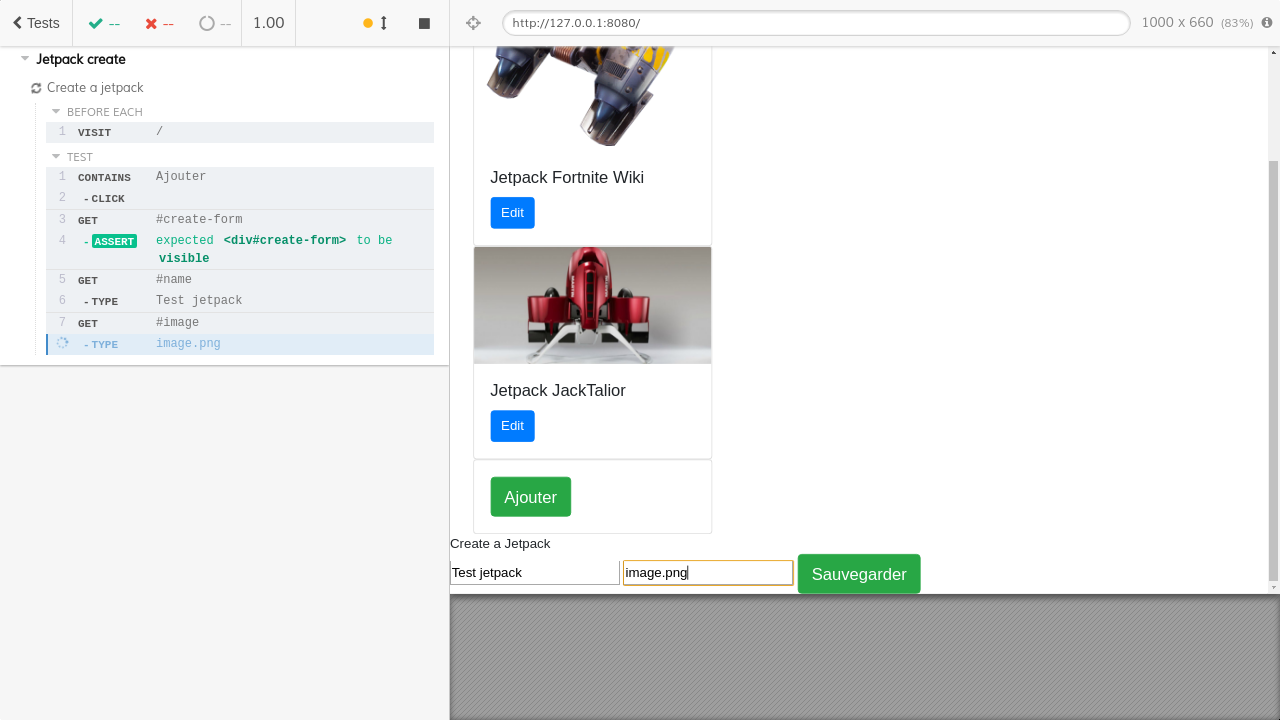 Tests
--
--
--
1.00
http://127.0.0.1:8080/
1000 x 660 (83%)
Jetpack create
Create a jetpack
BEFORE EACH
1 VISIT /
TEST
1 CONTAINS Ajouter
2 - CLICK
3 GET #create-form
4 - ASSERT expected <div#create-form> to be
visible
5 GET #name
6 - TYPE Test jetpack
7 GET #image
- TYPE image.png
Jetpack Fortnite Wiki
Edit
Jetpack JackTalior
Edit
Ajouter
Create a Jetpack
Test jetpack
image.png
Sauvegarder